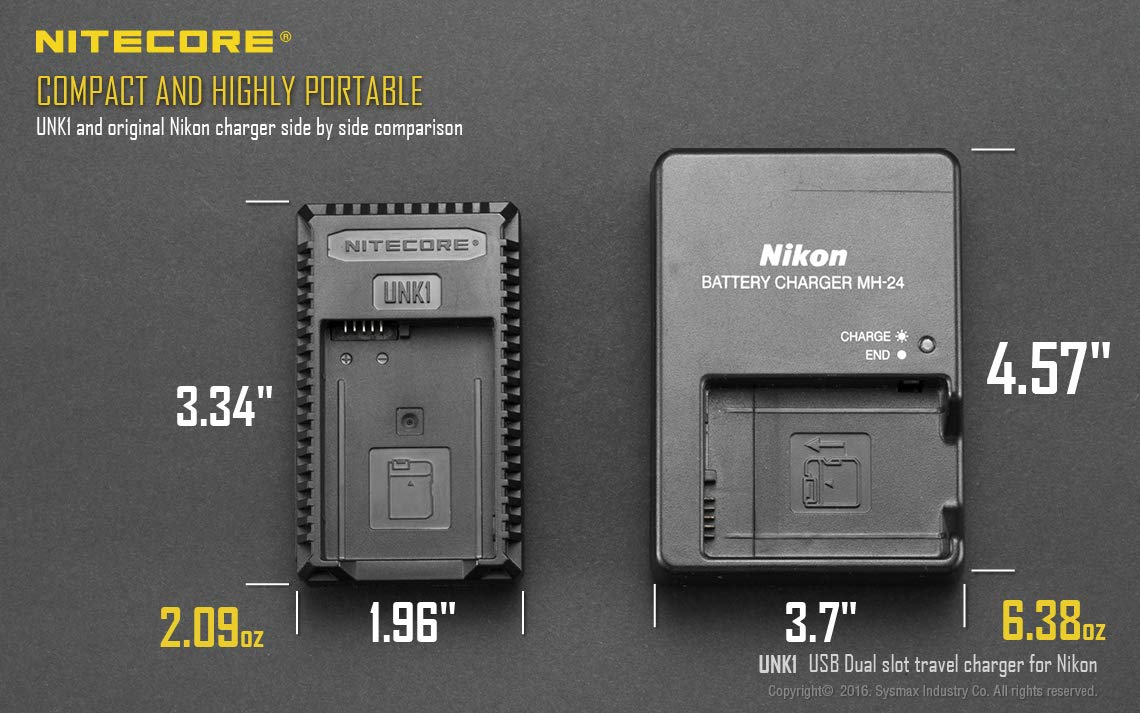 NITECORE®
COMPACT AND HIGHLY PORTABLE
UNK1 and original Nikon charger side by side comparison
NITECORE®
UNK1
Nikon
BATTERY CHARGER MH-24
CHARGE
END
3.34"
4.57"
2.09oz
1.96"
3.7"
6.38oz
UNK1 USB Dual slot travel charger for Nikon
Copyright© 2016. Sysmax Industry Co. All rights reserved.